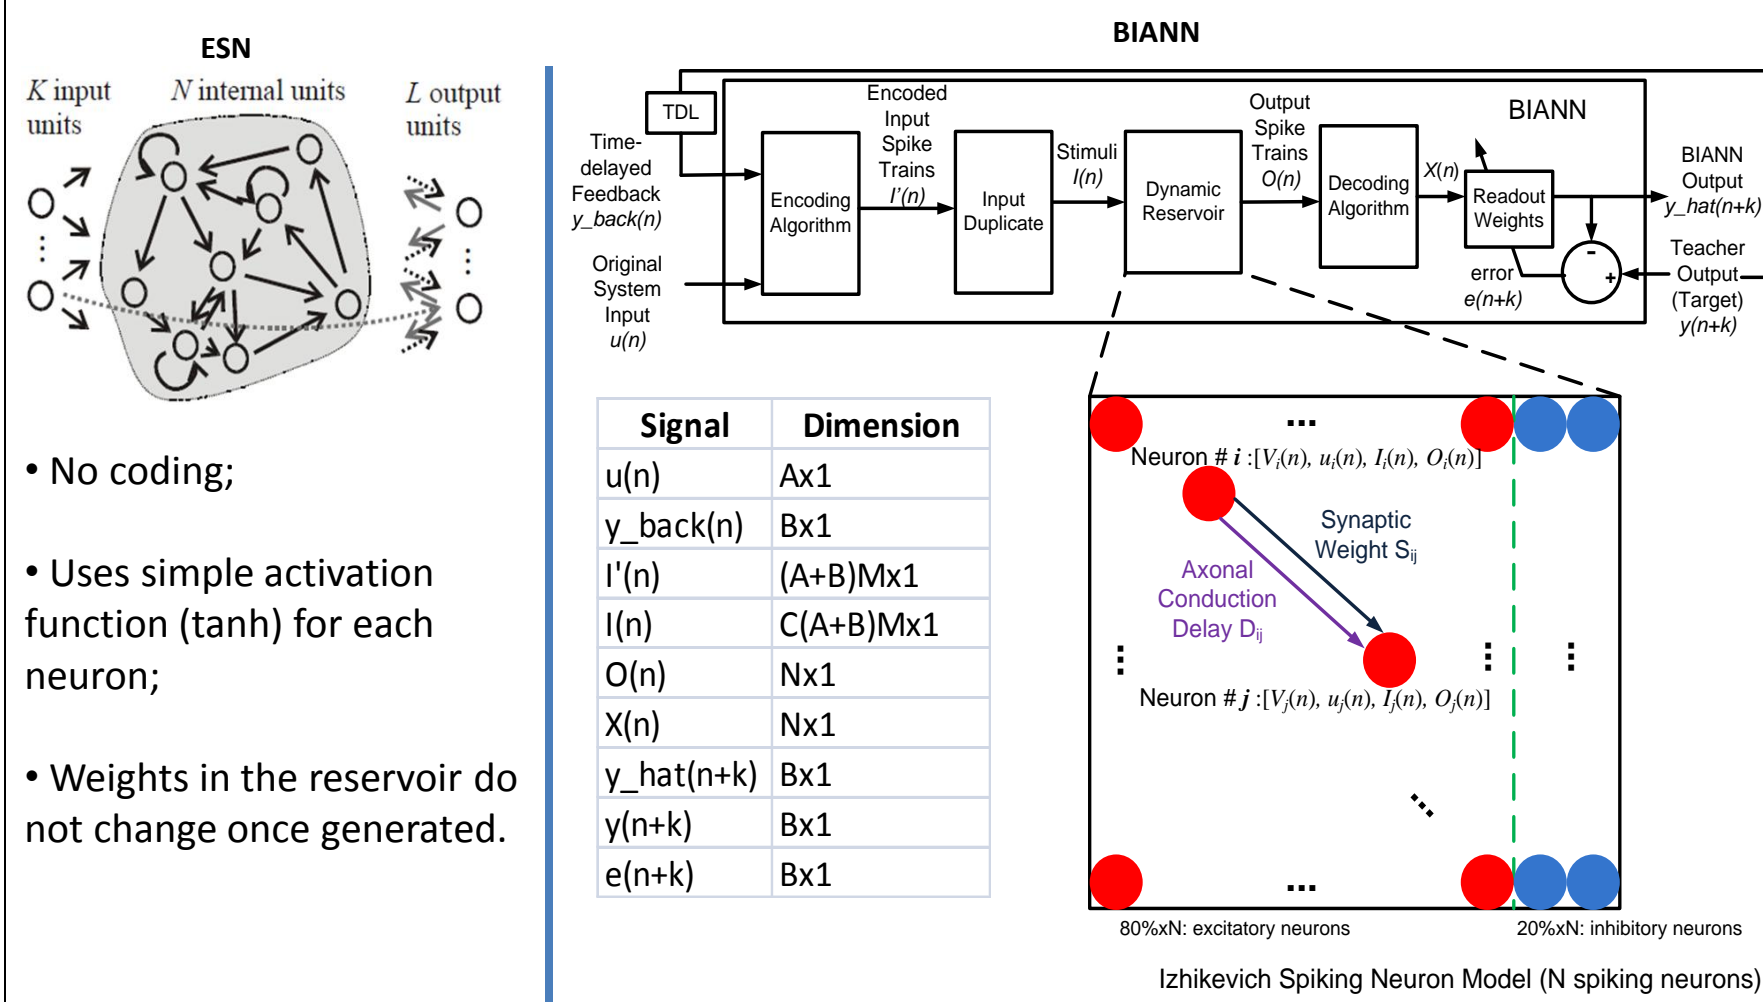 ESN
K input
units
N internal units
L output
units
• No coding;
• Uses simple activation
function (tanh) for each
neuron;
• Weights in the reservoir do
not change once generated.
BIANN
TDL
Time-
delayed
Feedback
y_back(n)
Original
System
Input
u(n)
Encoding
Algorithm
Encoded
Input
Spike
Trains
I'(n)
Input
Duplicate
Stimuli
I(n)
Dynamic
Reservoir
Output
Spike
Trains
O(n)
Decoding
Algorithm
X(n)
BIANN
Readout
Weights
error
e(n+k)
-
+
BIANN
Output
y_hat(n+k)
Teacher
Output
(Target)
y(n+k)
Signal Dimension
u(n) Ax1
y_back(n) Bx1
I'(n) (A+B)Mx1
I(n) C(A+B)Mx1
O(n) Nx1
X(n) Nx1
y_hat(n+k) Bx1
y(n+k) Bx1
e(n+k) Bx1
...
Neuron # i :[Vi(n), ui(n), Ii(n), Oi(n)]
Synaptic
Weight Sij
Axonal
Conduction
Delay Dij
Neuron # j :[Vj(n), uj(n), Ij(n), Oj(n)]
...
80%xN: excitatory neurons
20%xN: inhibitory neurons
Izhikevich Spiking Neuron Model (N spiking neurons)